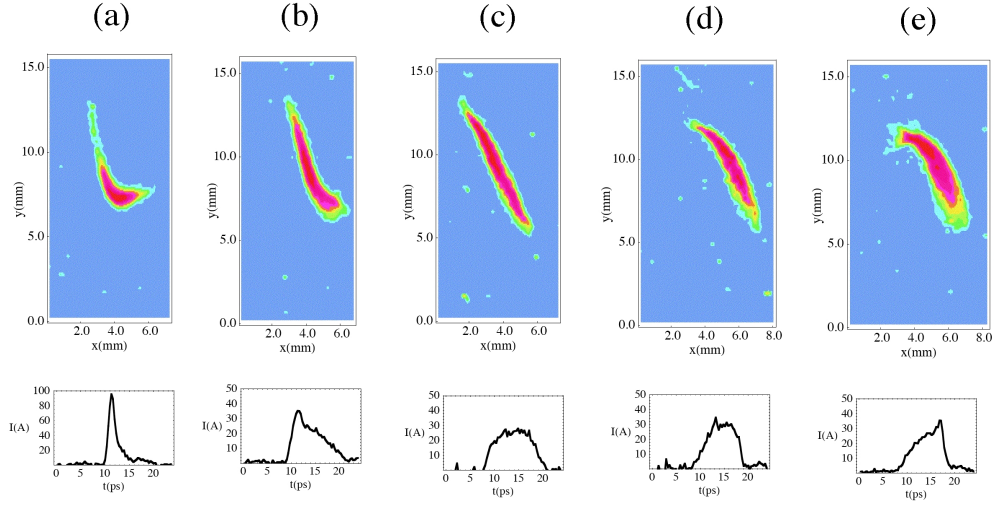 (a) (b) (c) (d) (e)
15.0 15.0 15.0 15.0 15.0
10.0 10.0 10.0 10.0 10.0
y(mm) y(mm) y(mm) y(mm) y(mm)
5.0 5.0 5.0 5.0 5.0
0.0 0.0 0.0 0.0 0.0
2.0 4.0 6.0 2.0 4.0 6.0 2.0 4.0 6.0 2.0 4.0 6.0 8.0 2.0 4.0 6.0 8.0
x(mm) x(mm) x(mm) x(mm) x(mm)
100 50 50 50 50
80 40 40 40 40
60 30 30 30 30
I(A) I(A) I(A) I(A) I(A)
40 20 20 20 20
20 10 10 10 10
0 0 0
0 5 10 15 20 0 5 10 15 20 0 5 10 15 20 0 5 10 15 20 0 5 10 15 20
t(ps) t(ps) t(ps) t(ps) t(ps)